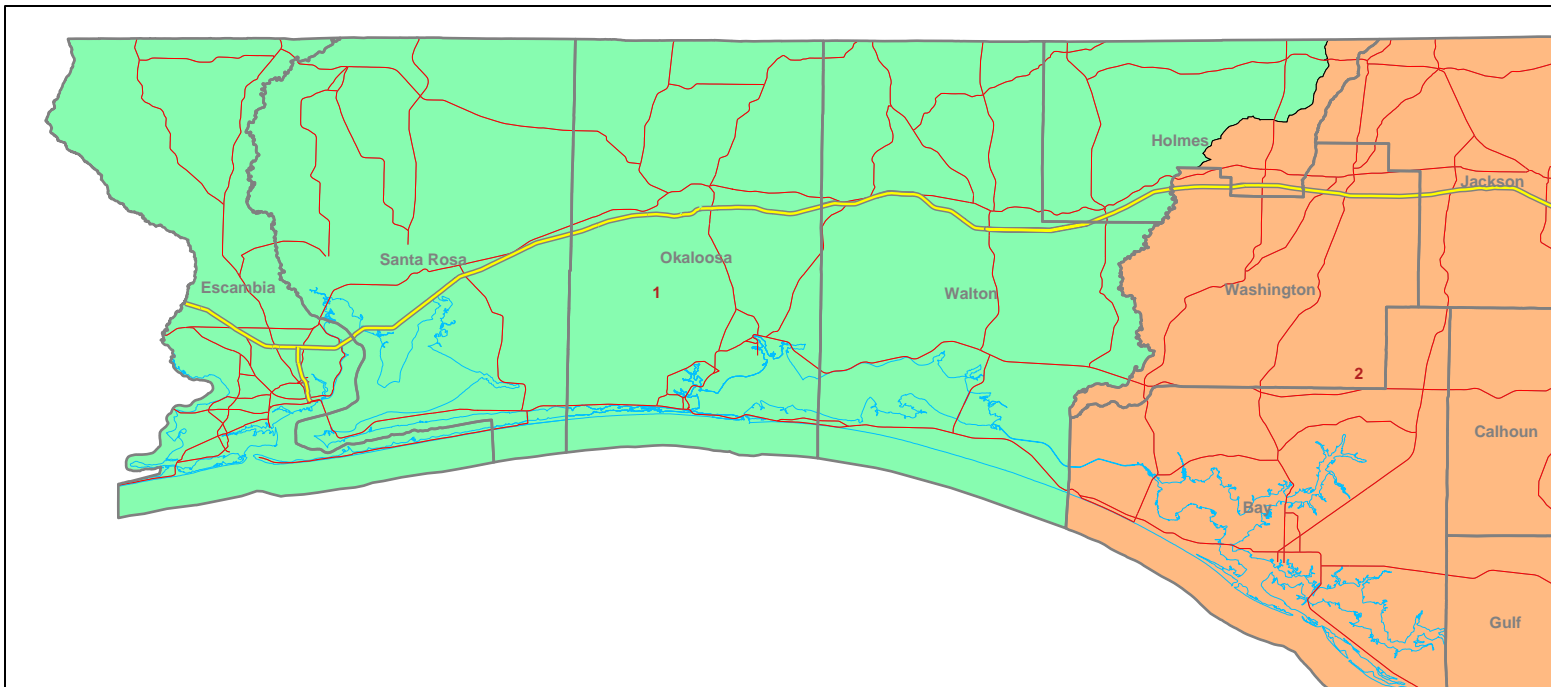 Holmes
Jackson
Santa Rosa
Okaloosa
Escambia
1
Walton
Washington
2
Calhoun
Bay
Gulf